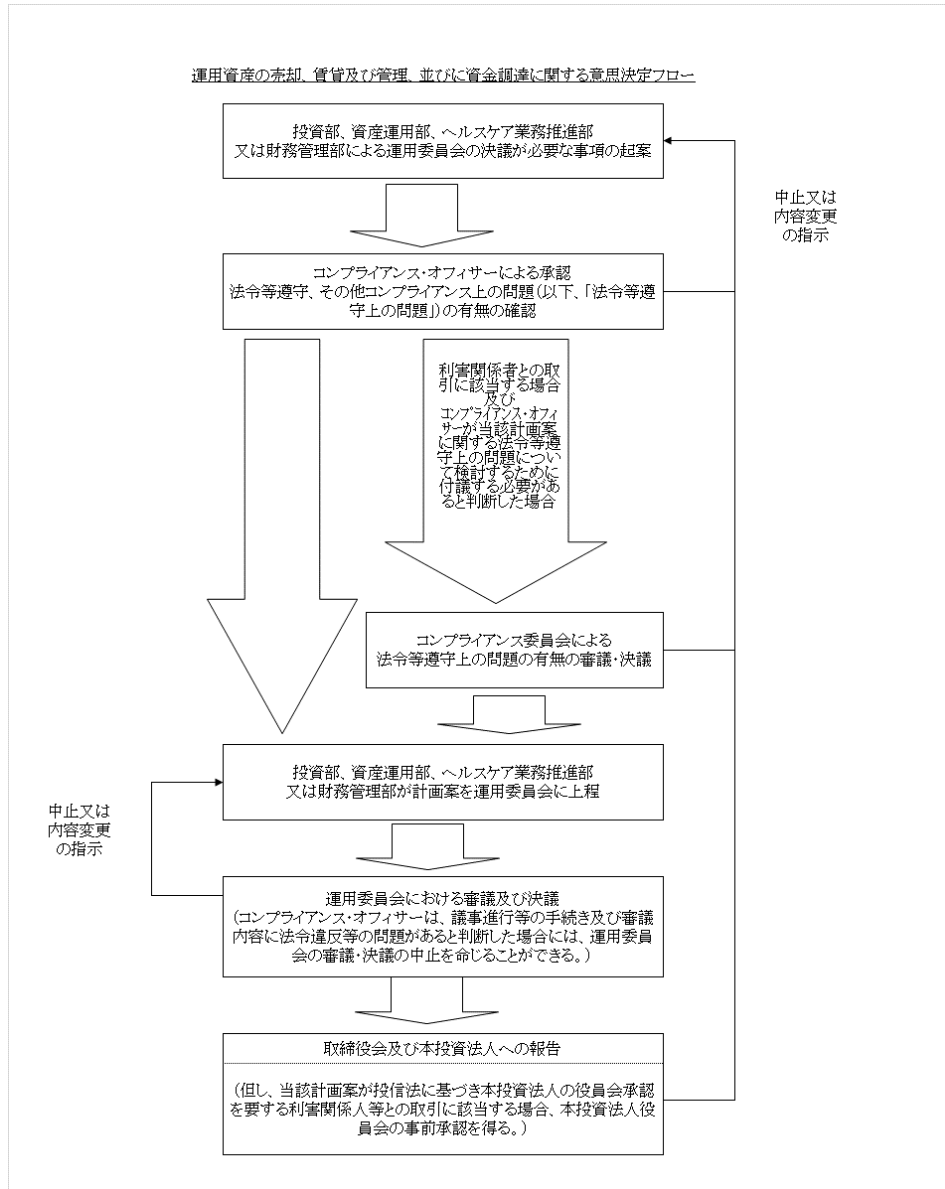 運用資産の売却、賃貸及び管理、並びに資金調達に関する意思決定フロー
投資部、資産運用部、ヘルスケア業務推進部
又は財務管理部による運用委員会の決議が必要な事項の起案
中止又は
内容変更
の指示
コンプライアンス・オフィサーによる承認
法令等遵守、その他コンプライアンス上の問題(以下、「法令等遵
守上の問題」)の有無の確認
利害関係者との取
引に該当する場合
及び
コンプライアンス・オフィ
サーが当該計画案
に関する法令等遵
守上の問題につい
て検討するために
付議する必要があ
ると判断した場合
コンプライアンス委員会による
法令等遵守上の問題の有無の審議・決議
投資部、資産運用部、ヘルスケア業務推進部
又は財務管理部が計画案を運用委員会に上程
中止又は
内容変更
の指示
運用委員会における審議及び決議
(コンプライアンス・オフィサーは、議事進行等の手続き及び審議
内容に法令違反等の問題があると判断した場合には、運用委員
会の審議・決議の中止を命じることができる。)
取締役会及び本投資法人への報告
(但し、当該計画案が投信法に基づき本投資法人の役員会承認
を要する利害関係人等との取引に該当する場合、本投資法人役
員会の事前承認を得る。)